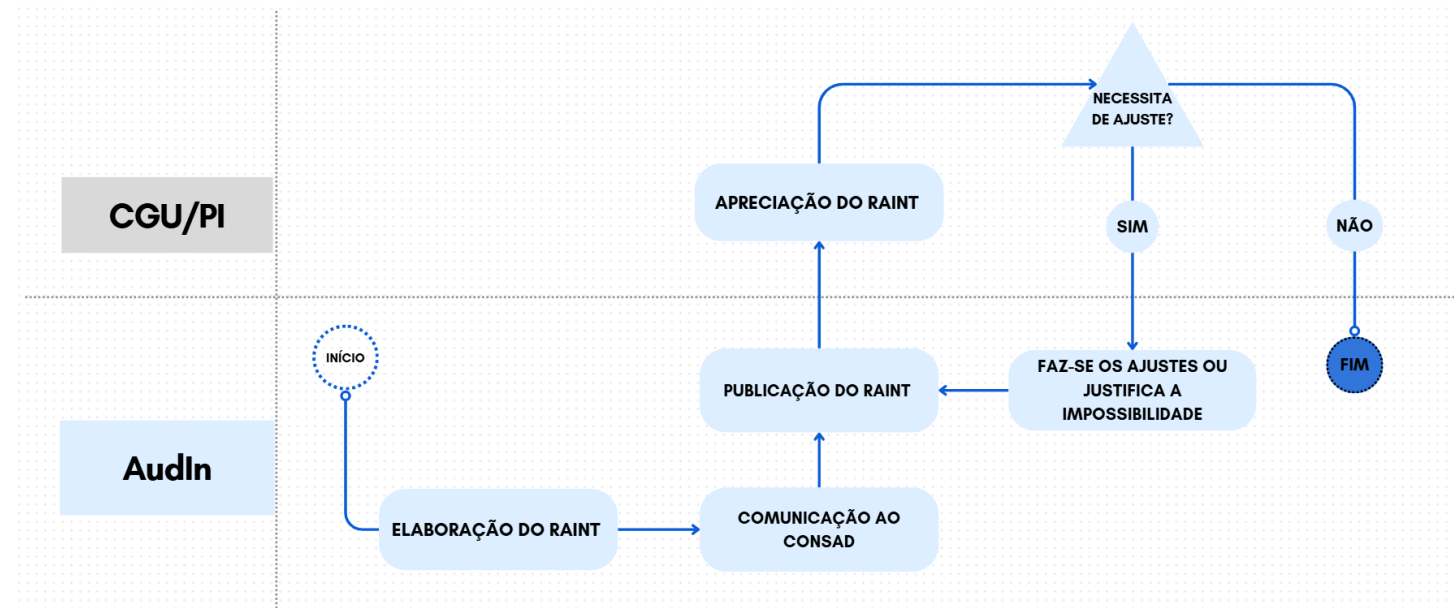 NECESSITA
DE AJUSTE?
CGU/PI
APRECIAÇÃO DO RAINT
SIM
NÃO
INÍCIO
PUBLICAÇÃO DO RAINT
FAZ-SE OS AJUSTES OU
JUSTIFICA A
IMPOSSIBILIDADE
FIM
AudIn
ELABORAÇÃO DO RAINT
COMUNICAÇÃO AO
CONSAD